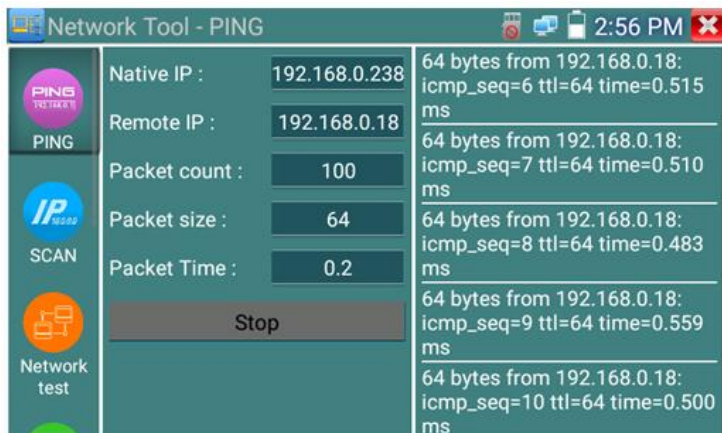 Network Tool - PING
2:56 PM
PING
PING
SCAN
IP
Network
test
Native IP :
192.168.0.238
Remote IP :
192.168.0.18
Packet count :
100
Packet size :
64
Packet Time :
0.2
Stop
64 bytes from 192.168.0.18:
icmp_seq=6 ttl=64 time=0.515
ms
64 bytes from 192.168.0.18:
icmp_seq=7 ttl=64 time=0.510
ms
64 bytes from 192.168.0.18:
icmp_seq=8 ttl=64 time=0.483
ms
64 bytes from 192.168.0.18:
icmp_seq=9 ttl=64 time=0.559
ms
64 bytes from 192.168.0.18:
icmp_seq=10 ttl=64 time=0.500
ms